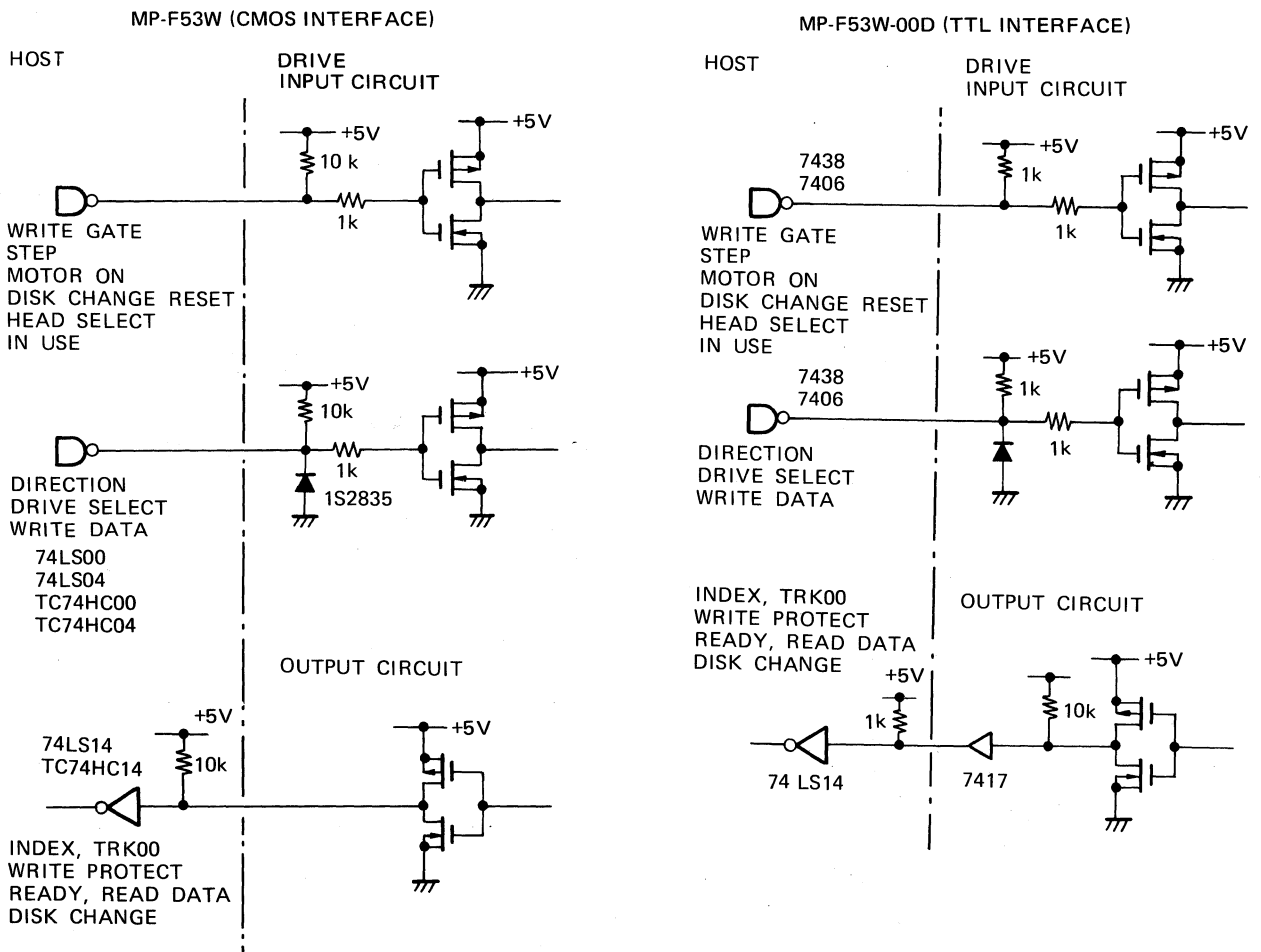 MP-F53W (CMOS INTERFACE)
HOST
DRIVE
INPUT CIRCUIT
+5V
+5V
10 k
1k
WRITE GATE
STEP
MOTOR ON
DISK CHANGE RESET
HEAD SELECT
IN USE
+5V
+5V
10k
1k
1S2835
DIRECTION
DRIVE SELECT
WRITE DATA
74LS00
74LS04
TC74HC00
TC74HC04
OUTPUT CIRCUIT
+5V
+5V
74LS14
TC74HC14
10k
INDEX, TRK00
WRITE PROTECT
READY, READ DATA
DISK CHANGE
MP-F53W-00D (TTL INTERFACE)
HOST
DRIVE
INPUT CIRCUIT
+5V
+5V
7438
7406
1k
1k
WRITE GATE
STEP
MOTOR ON
DISK CHANGE RESET
HEAD SELECT
IN USE
+5V
+5V
7438
7406
1k
1k
DIRECTION
DRIVE SELECT
WRITE DATA
INDEX, TRK00
WRITE PROTECT
READY, READ DATA
DISK CHANGE
OUTPUT CIRCUIT
+5V
+5V
1k
10k
74 LS14
7417